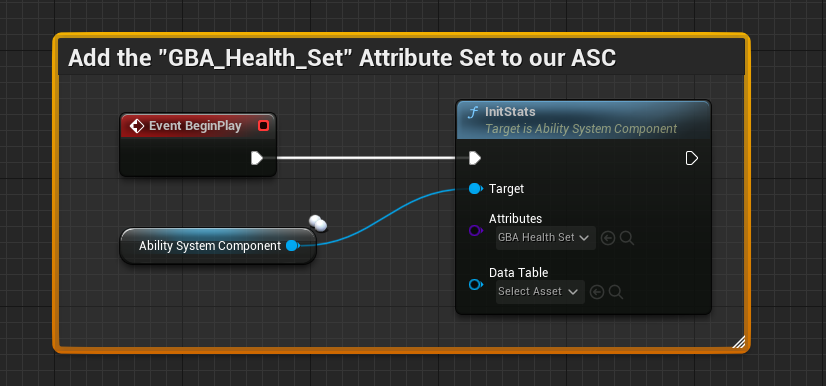 Add the "GBA_Health_Set" Attribute Set to our ASC
Event BeginPlay
InitStats
Target is Ability System Component
Target
Ability System Component
Attributes
GBA Health Set
Data Table
Select Asset